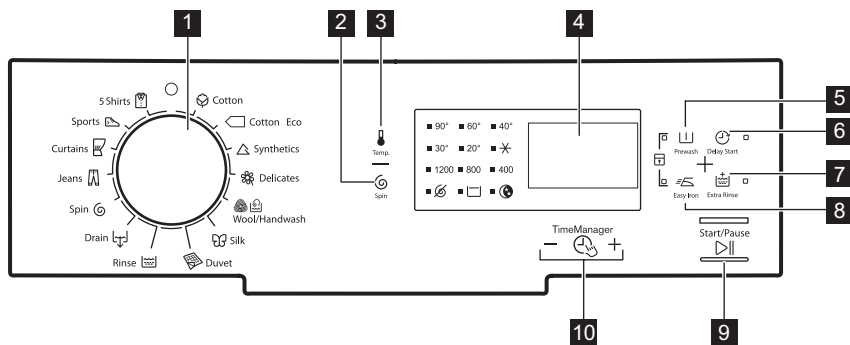 1
2
3
4
5
6
7
8
9
10
5 Shirts
Cotton
Sports
Cotton Eco
Curtains
Synthetics
Jeans
Delicates
Spin
Wool/Handwash
Drain
Silk
Rinse
Duvet
Temp.
Spin
90° 60° 40°
30° 20°
1200 800 400
TimeManager
− +
Prewash
Delay Start
Easy Iron
Extra Rinse
Start/Pause